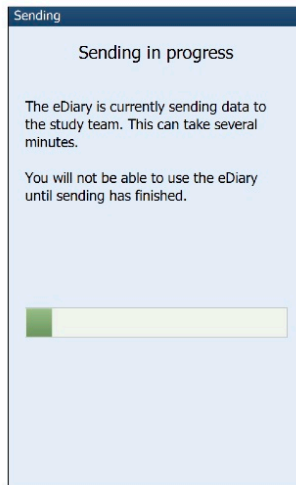 Sending
Sending in progress
The eDiary is currently sending data to
the study team. This can take several
minutes.
You will not be able to use the eDiary
until sending has finished.